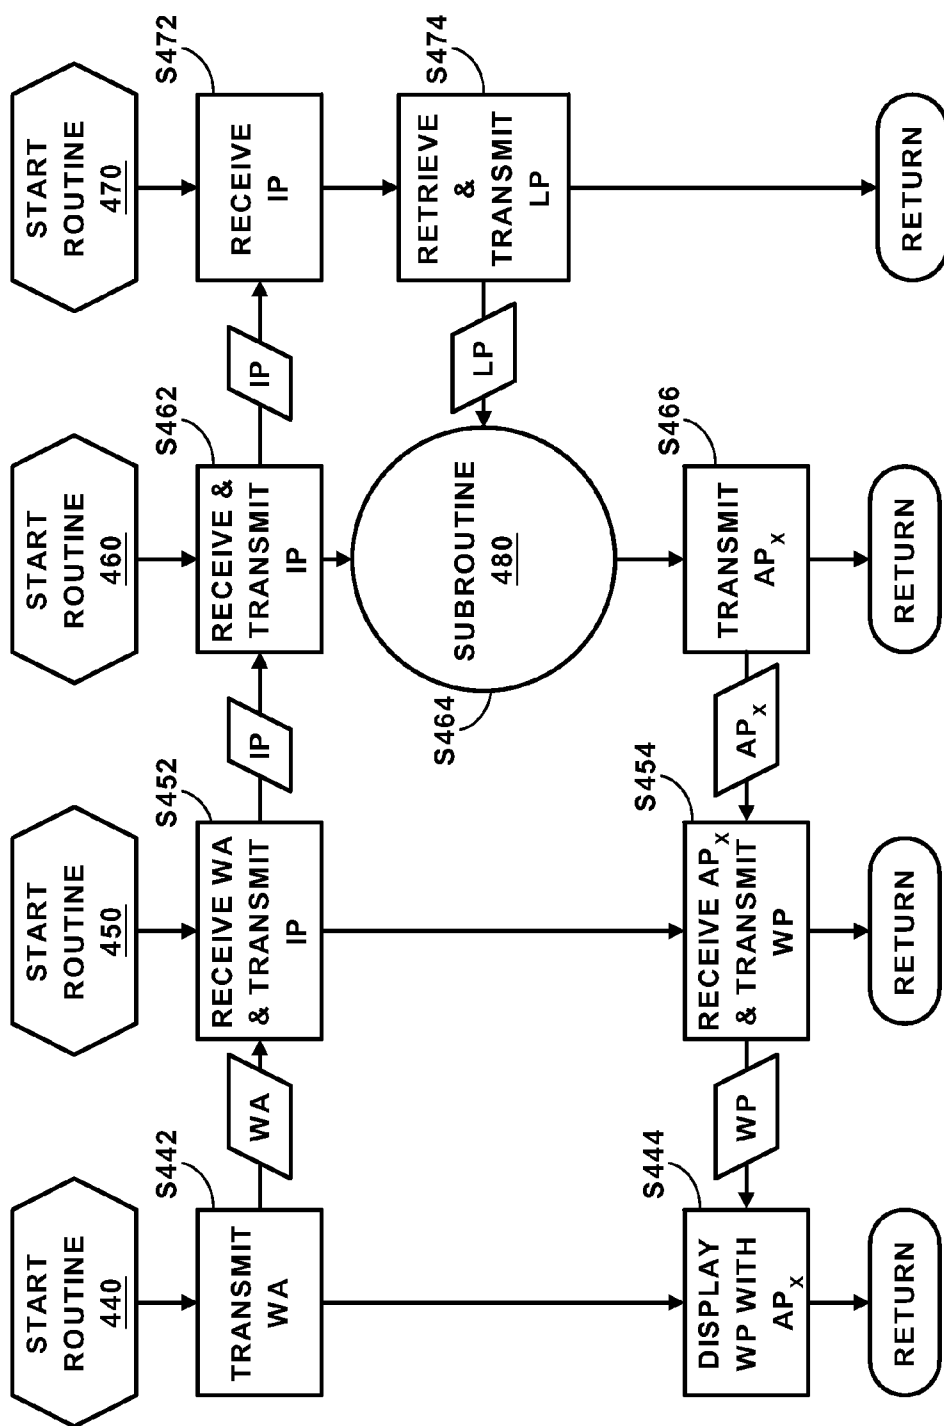 START
ROUTINE
440
START
ROUTINE
450
START
ROUTINE
460
START
ROUTINE
470
S442
TRANSMIT
WA
WA
S452
RECEIVE WA
& TRANSMIT
IP
IP
S462
RECEIVE &
TRANSMIT
IP
IP
S472
RECEIVE
IP
S464
SUBROUTINE
480
LP
S474
RETRIEVE
&
TRANSMIT
LP
S444
DISPLAY
WP WITH
APX
WP
S454
RECEIVE APX
& TRANSMIT
WP
APX
S466
TRANSMIT
APX
RETURN
RETURN
RETURN
RETURN